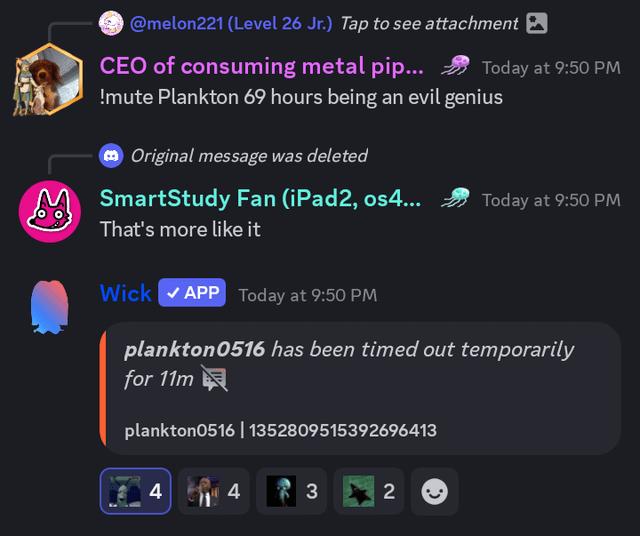 @melon221 (Level 26 Jr.) Tap to see attachment
CEO of consuming metal pip... Today at 9:50 PM
!mute Plankton 69 hours being an evil genius
Original message was deleted
SmartStudy Fan (iPad2, os4... Today at 9:50 PM
That's more like it
Wick ✓ APP Today at 9:50 PM
plankton0516 has been timed out temporarily
for 11m
plankton0516 | 1352809515392696413
4 4 3 2